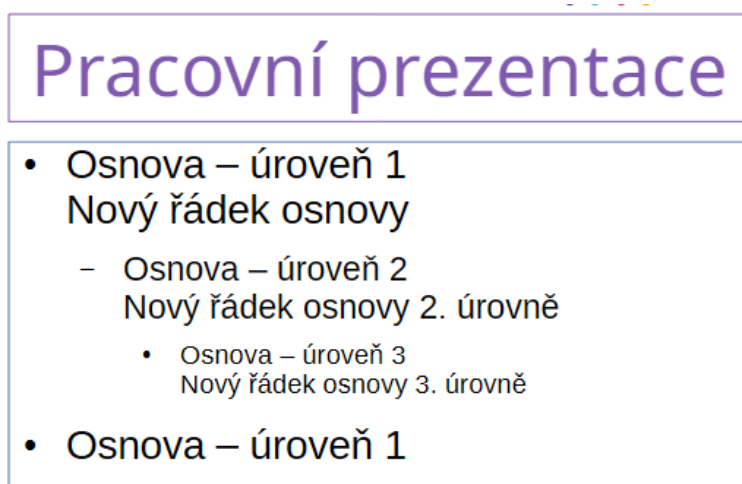 Pracovní prezentace
• Osnova – úroveň 1
Nový řádek osnovy
– Osnova – úroveň 2
Nový řádek osnovy 2. úrovně
• Osnova – úroveň 3
Nový řádek osnovy 3. úrovně
• Osnova – úroveň 1